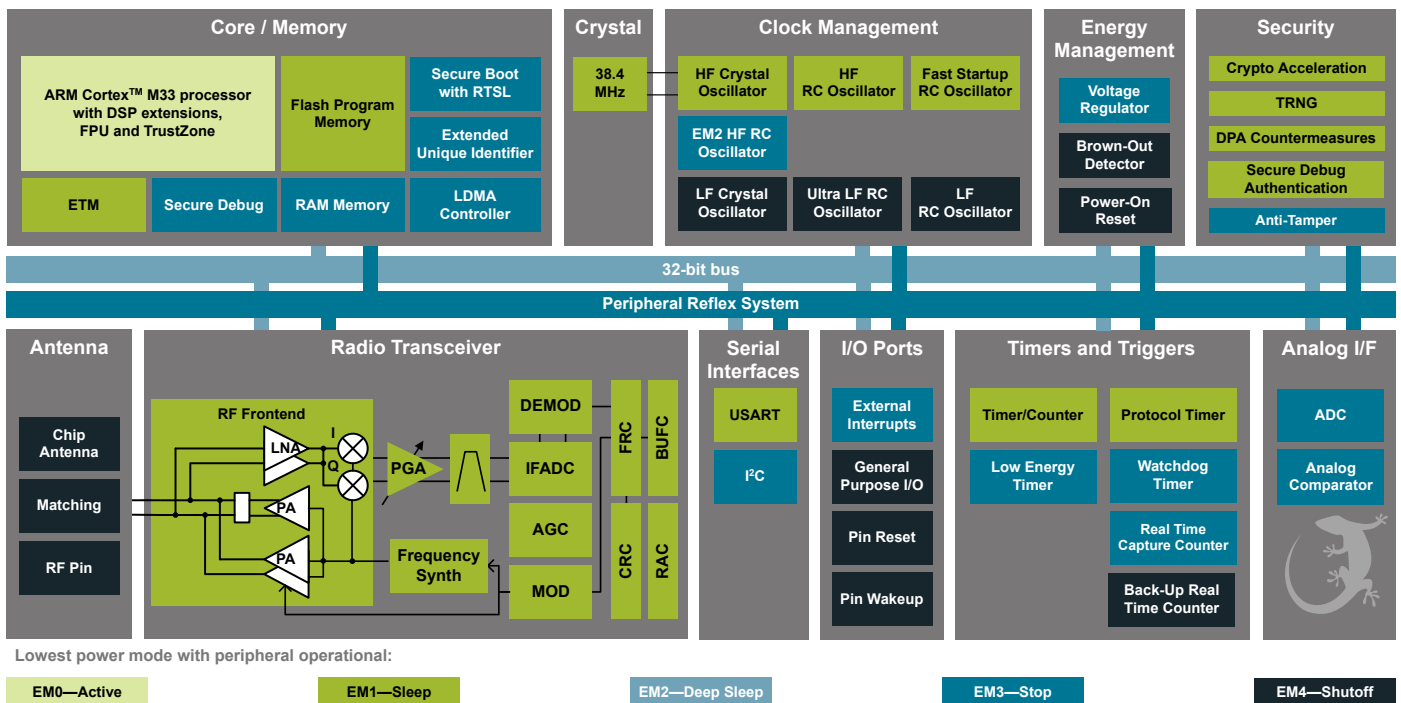 Core / Memory
ARM Cortex™ M33 processor
with DSP extensions,
FPU and TrustZone
Flash Program
Memory
Secure Boot
with RTSL
Extended
Unique Identifier
ETM
Secure Debug
RAM Memory
LDMA
Controller
Crystal
38.4
MHz
Clock Management
HF Crystal
Oscillator
HF
RC Oscillator
Fast Startup
RC Oscillator
EM2 HF RC
Oscillator
LF Crystal
Oscillator
Ultra LF RC
Oscillator
LF
RC Oscillator
Energy
Management
Voltage
Regulator
Brown-Out
Detector
Power-On
Reset
Security
Crypto Acceleration
TRNG
DPA Countermeasures
Secure Debug
Authentication
Anti-Tamper
32-bit bus
Peripheral Reflex System
Antenna
Chip
Antenna
Matching
RF Pin
Radio Transceiver
RF Frontend
LNA
I
Q
PA
PA
PGA
DEMOD
IFADC
AGC
MOD
Frequency
Synth
FRC
BUFC
CRC
RAC
Serial
Interfaces
USART
I²C
I/O Ports
External
Interrupts
General
Purpose I/O
Pin Reset
Pin Wakeup
Timers and Triggers
Timer/Counter
Protocol Timer
Low Energy
Timer
Watchdog
Timer
Real Time
Capture Counter
Back-Up Real
Time Counter
Analog I/F
ADC
Analog
Comparator
Lowest power mode with peripheral operational:
EM0—Active
EM1—Sleep
EM2—Deep Sleep
EM3—Stop
EM4—Shutoff